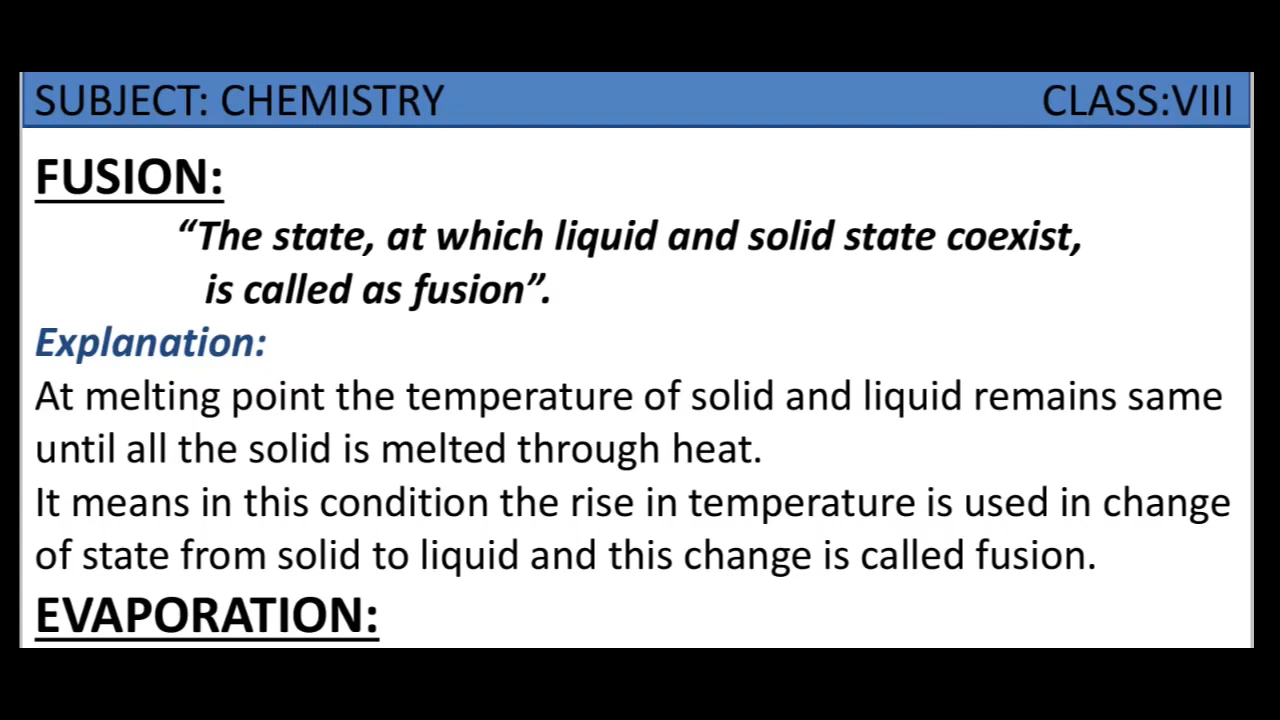 SUBJECT: CHEMISTRY CLASS:VIII
FUSION:
“The state, at which liquid and solid state coexist,
is called as fusion”.
Explanation:
At melting point the temperature of solid and liquid remains same
until all the solid is melted through heat.
It means in this condition the rise in temperature is used in change
of state from solid to liquid and this change is called fusion.
EVAPORATION: